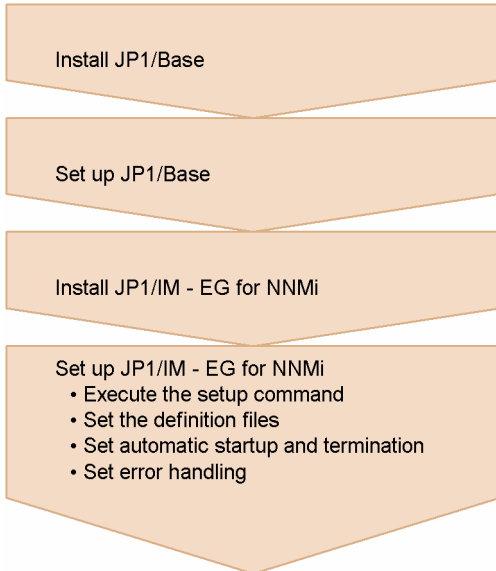 Install JP1/Base
Set up JP1/Base
Install JP1/IM - EG for NNMi
Set up JP1/IM - EG for NNMi
• Execute the setup command
• Set the definition files
• Set automatic startup and termination
• Set error handling